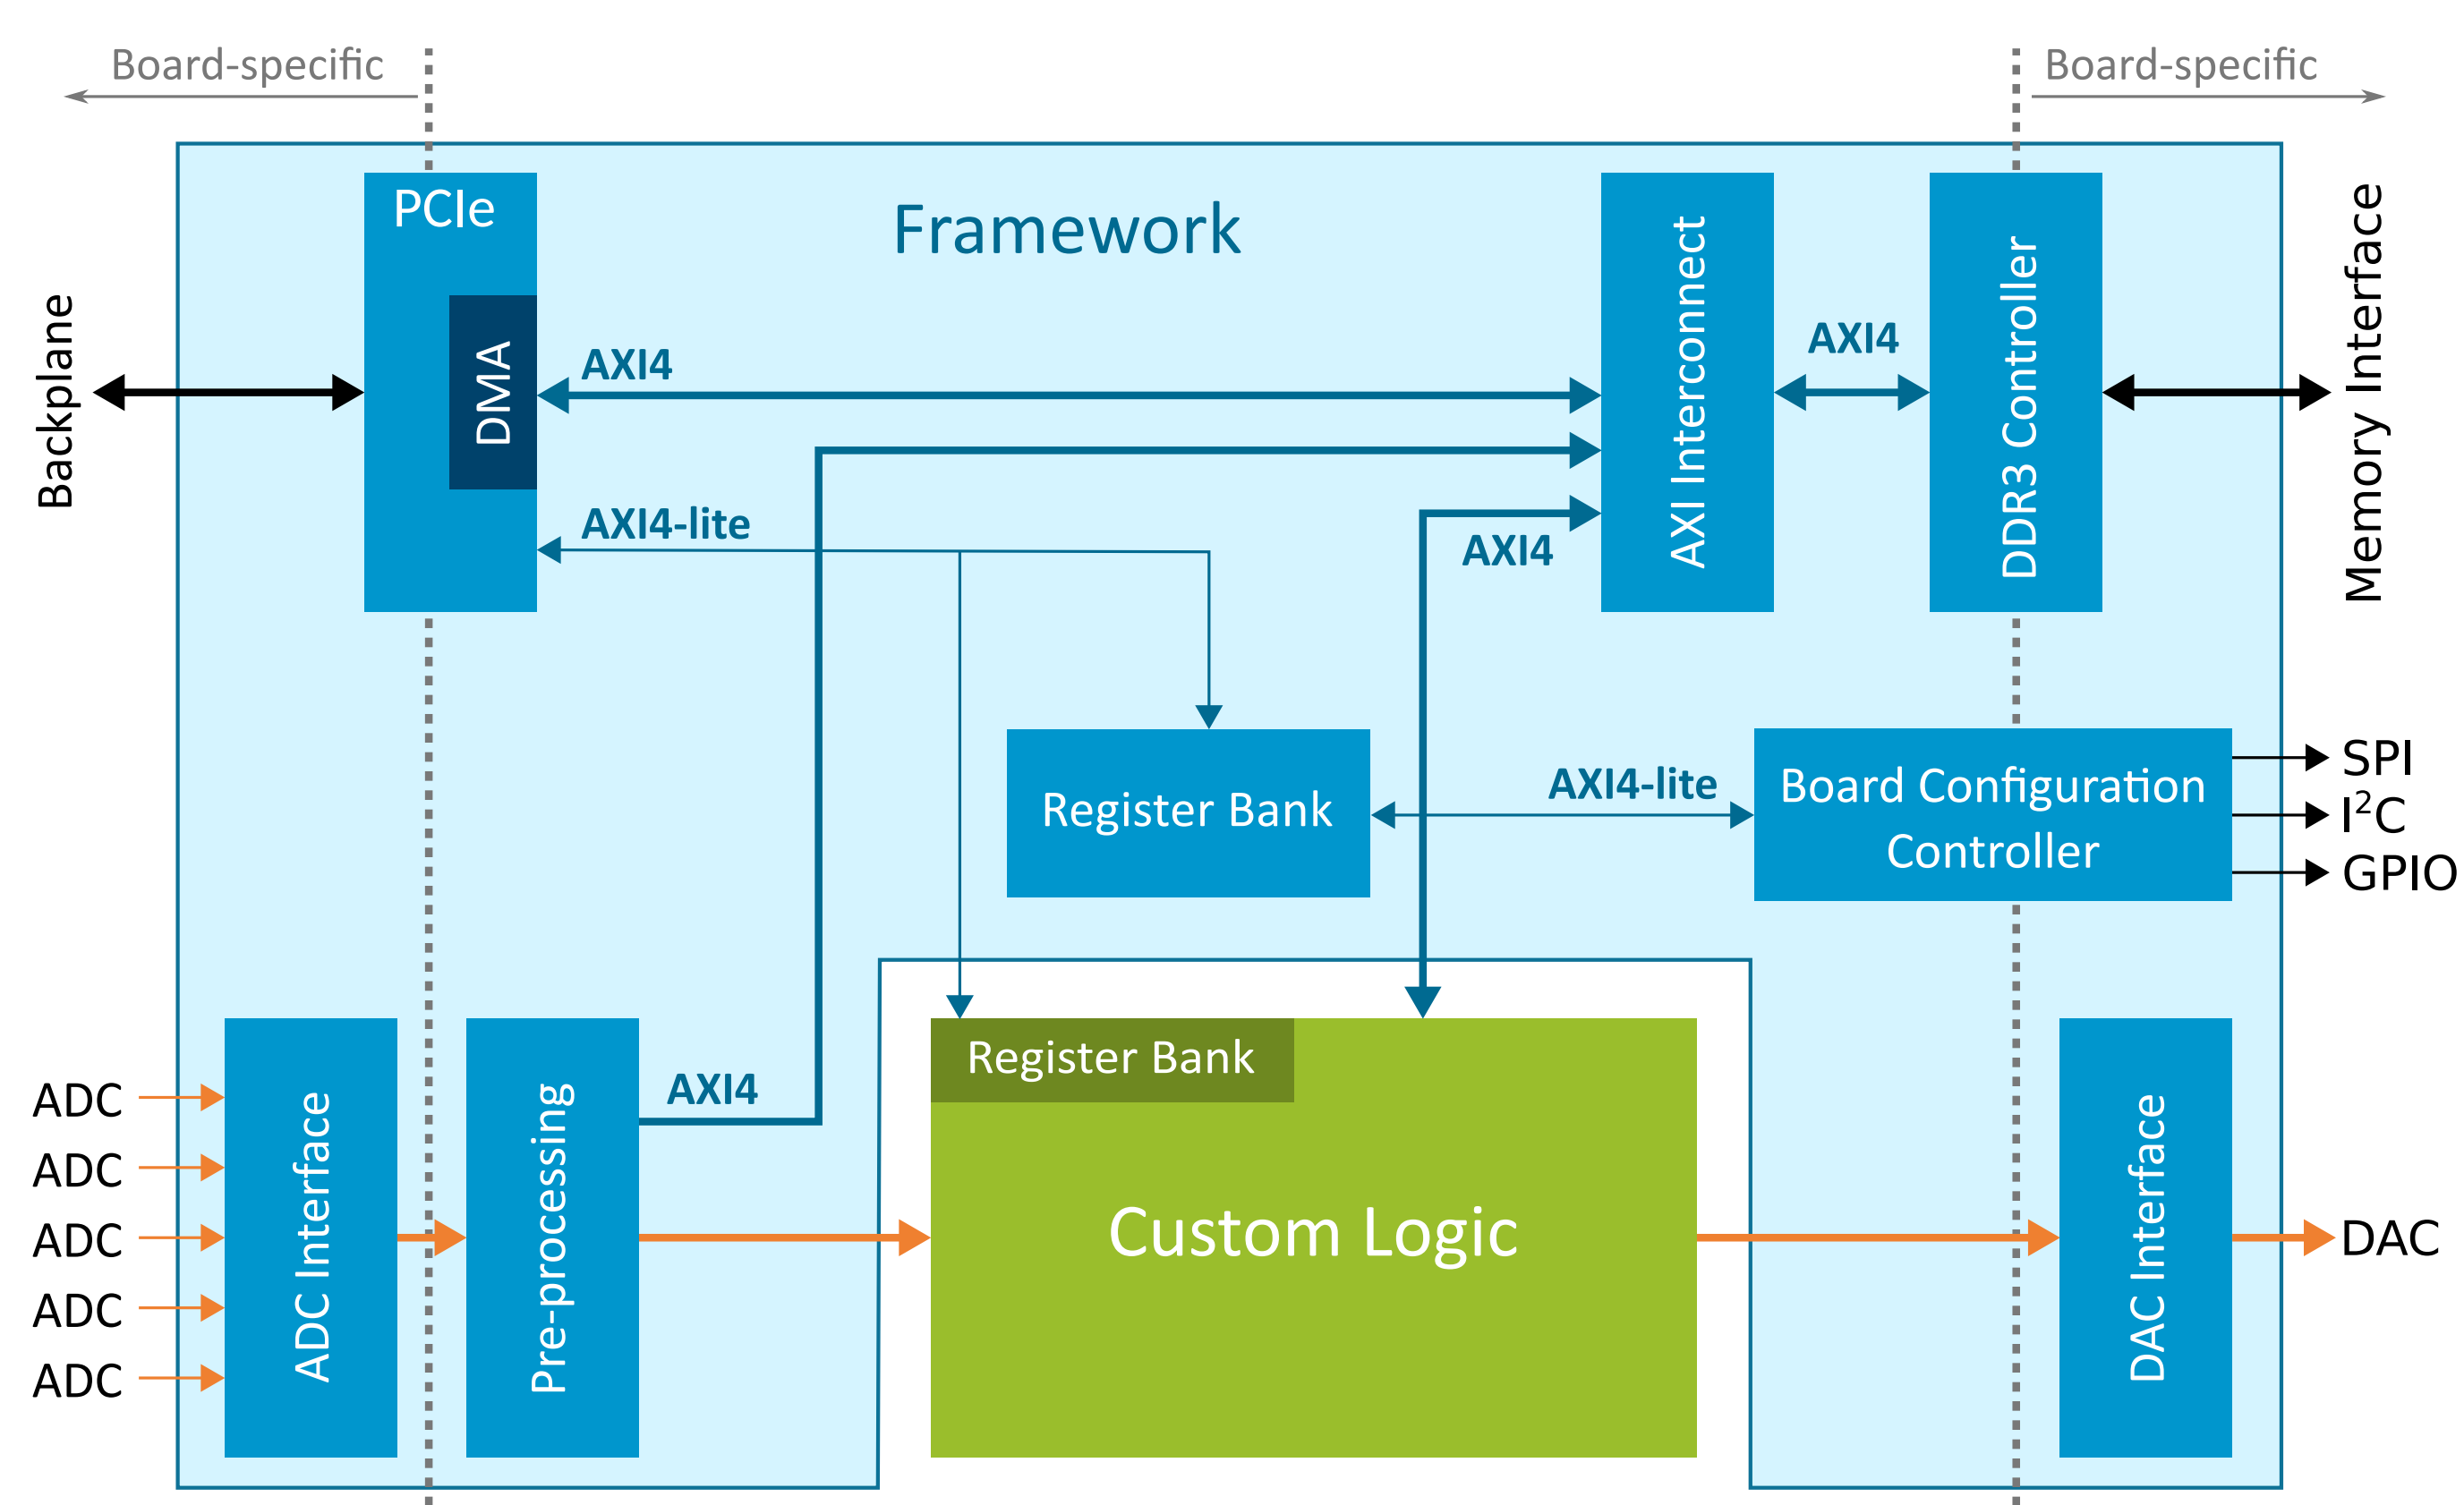 Board-specific
Board-specific
Framework
PCIe
DMA
Backplane
AXI4
AXI4-lite
AXI4
AXI Interconnect
AXI4
DDR3 Controller
Memory Interface
Register Bank
AXI4-lite
Board Configuration
Controller
SPI
I²C
GPIO
ADC
ADC
ADC
ADC
ADC
ADC Interface
Pre-processing
AXI4
Register Bank
Custom Logic
DAC Interface
DAC